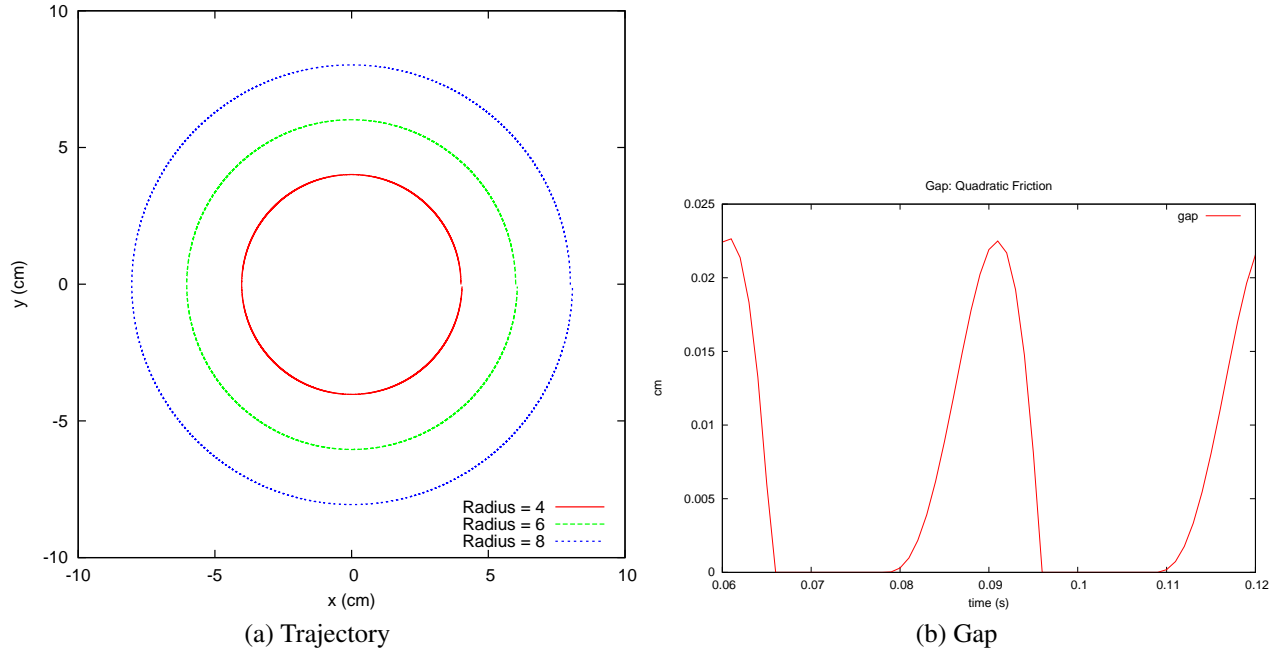 10
5
0
-5
-10
y (cm)
-10
-5
0
5
10
x (cm)
Radius = 4
Radius = 6
Radius = 8
(a) Trajectory
Gap: Quadratic Friction
gap
0.025
0.02
0.015
0.01
0.005
0
cm
0.06
0.07
0.08
0.09
0.1
0.11
0.12
time (s)
(b) Gap